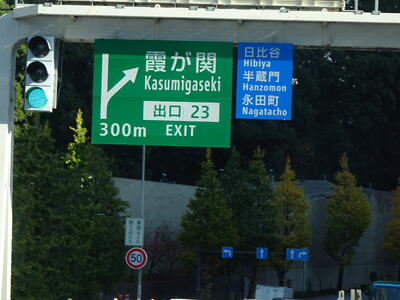 霞が関
Kasumigaseki
出口 23
300m EXIT
日比谷
Hibiya
半蔵門
Hanzomon
永田町
Nagatacho
50